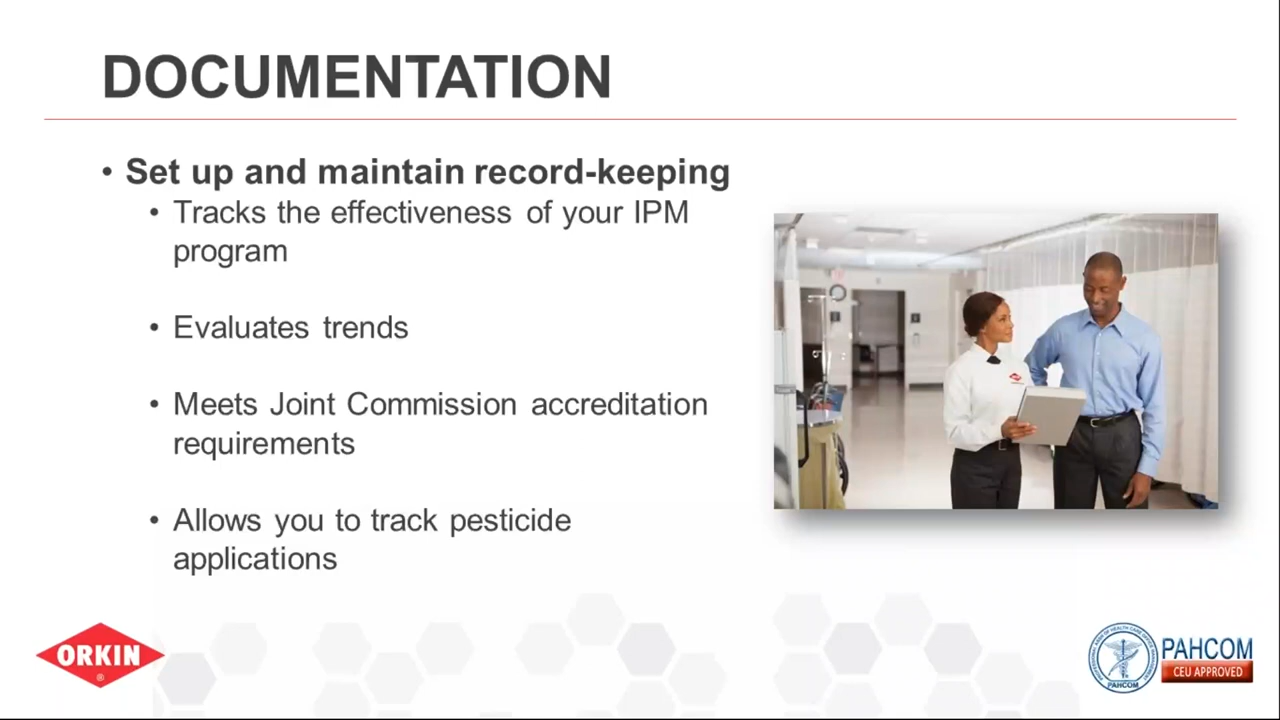 DOCUMENTATION
• Set up and maintain record-keeping
• Tracks the effectiveness of your IPM
program
• Evaluates trends
• Meets Joint Commission accreditation
requirements
• Allows you to track pesticide
applications
ORKIN
®
PAHCOM
PAHCOM
CEU APPROVED